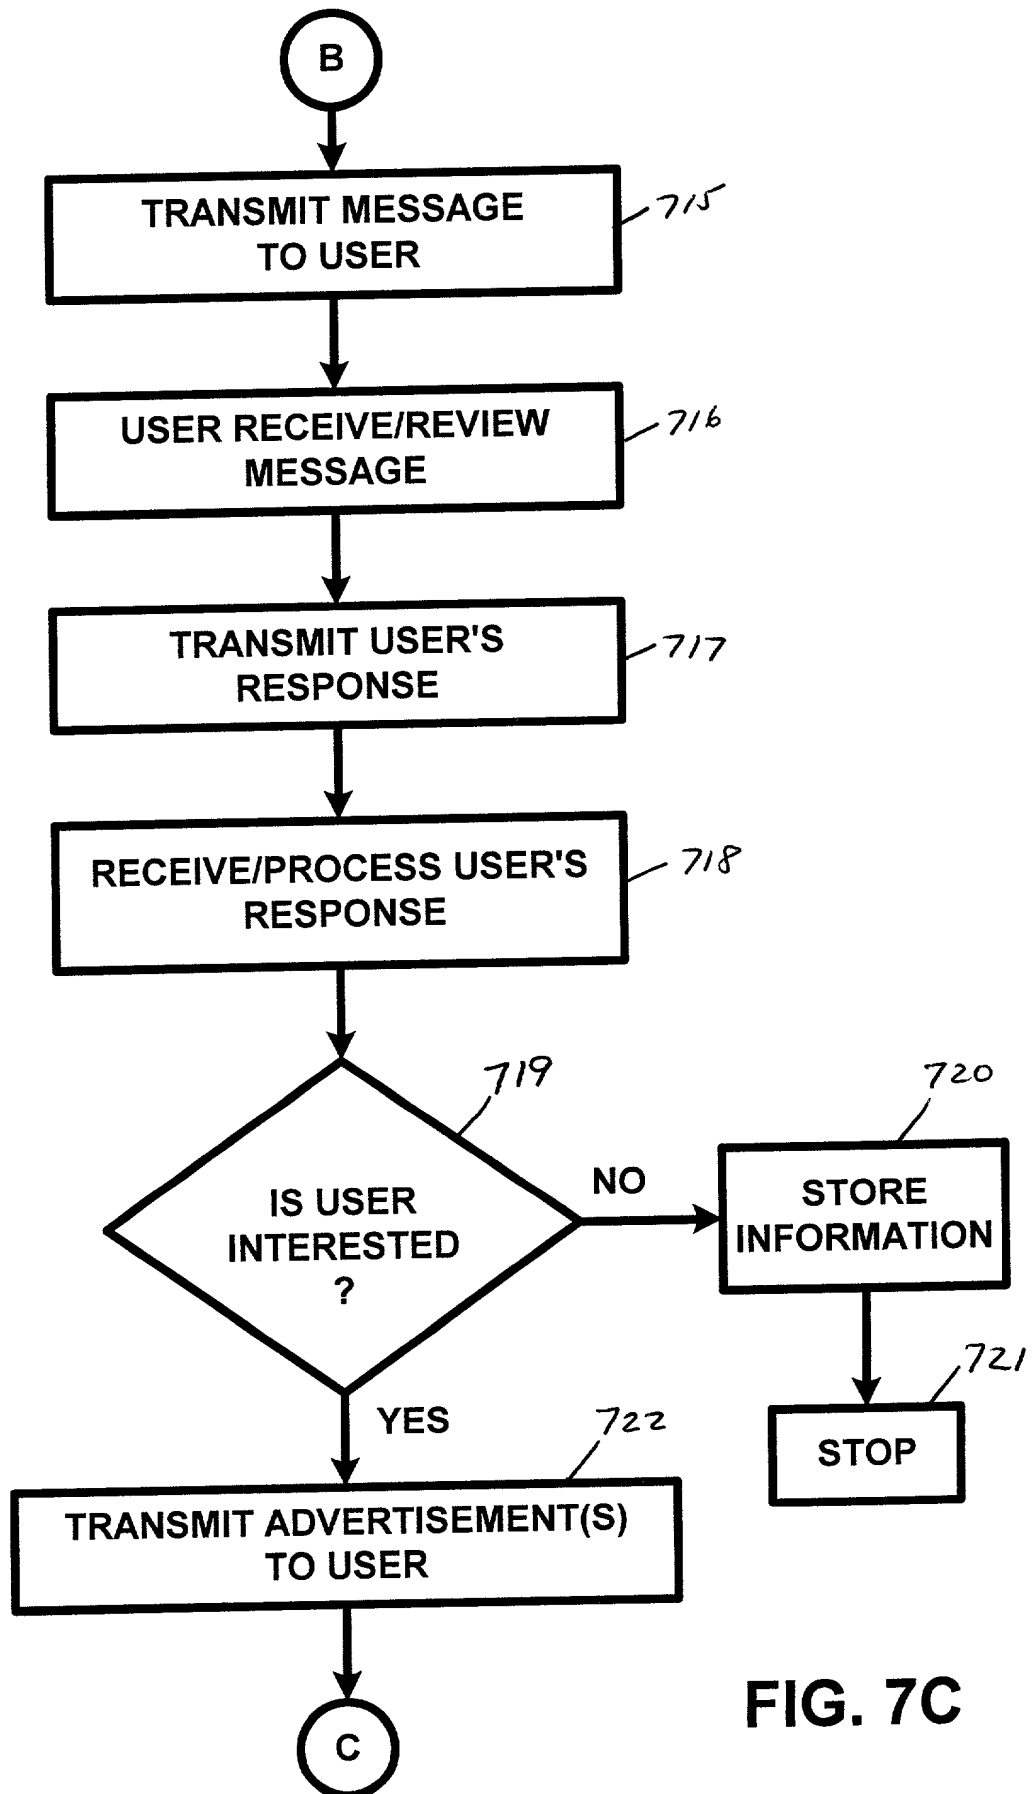 B
TRANSMIT MESSAGE
TO USER
715
USER RECEIVE/REVIEW
MESSAGE
716
TRANSMIT USER'S
RESPONSE
717
RECEIVE/PROCESS USER'S
RESPONSE
718
719
IS USER
INTERESTED
?
NO
720
STORE
INFORMATION
721
STOP
YES
722
TRANSMIT ADVERTISEMENT(S)
TO USER
C
FIG. 7C